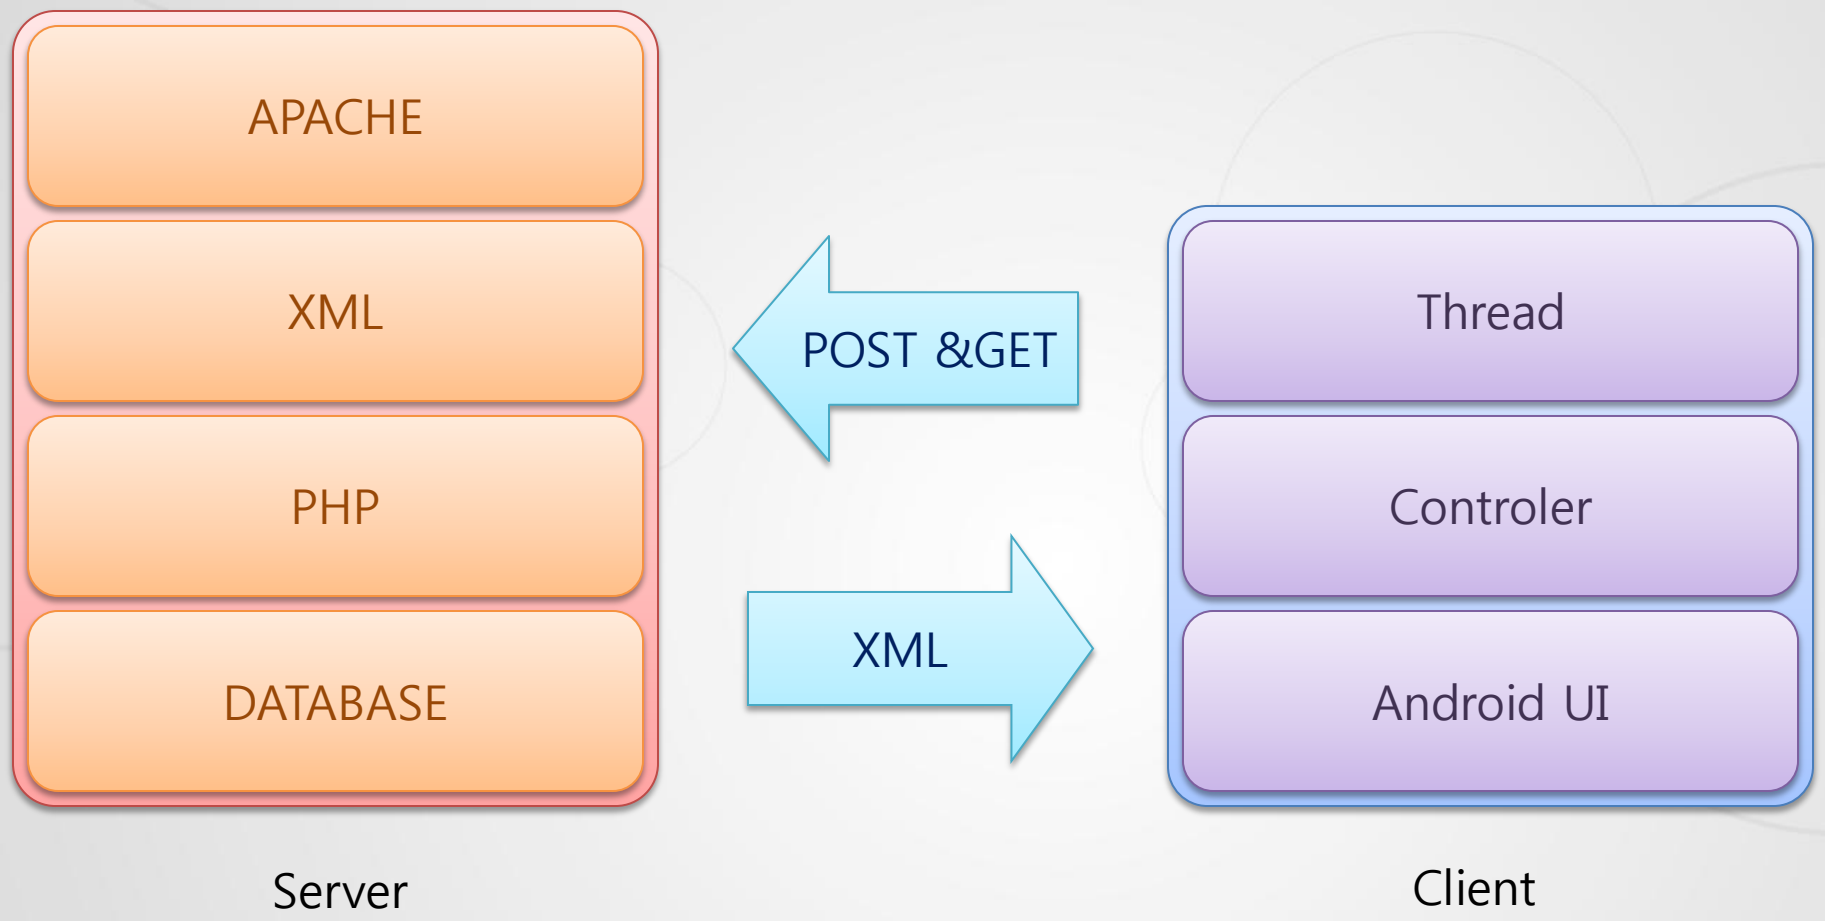 APACHE
XML
PHP
DATABASE
Server
POST &GET
XML
Thread
Controler
Android UI
Client